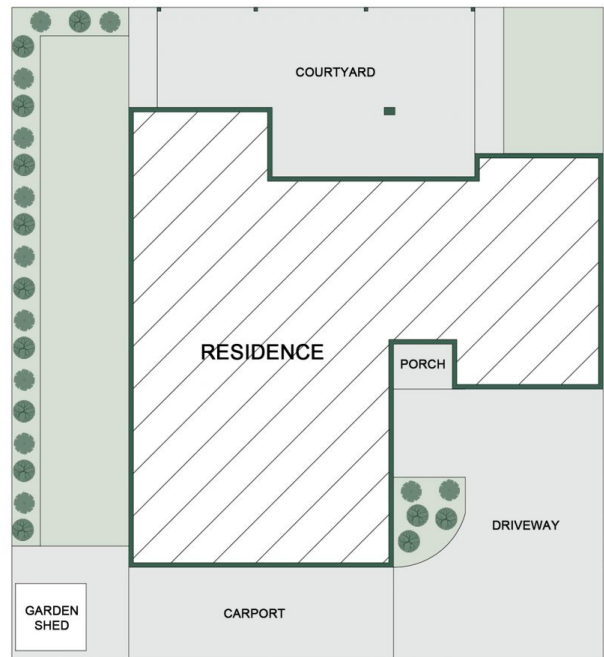 COURTYARD
RESIDENCE
PORCH
DRIVEWAY
GARDEN
SHED
CARPORT